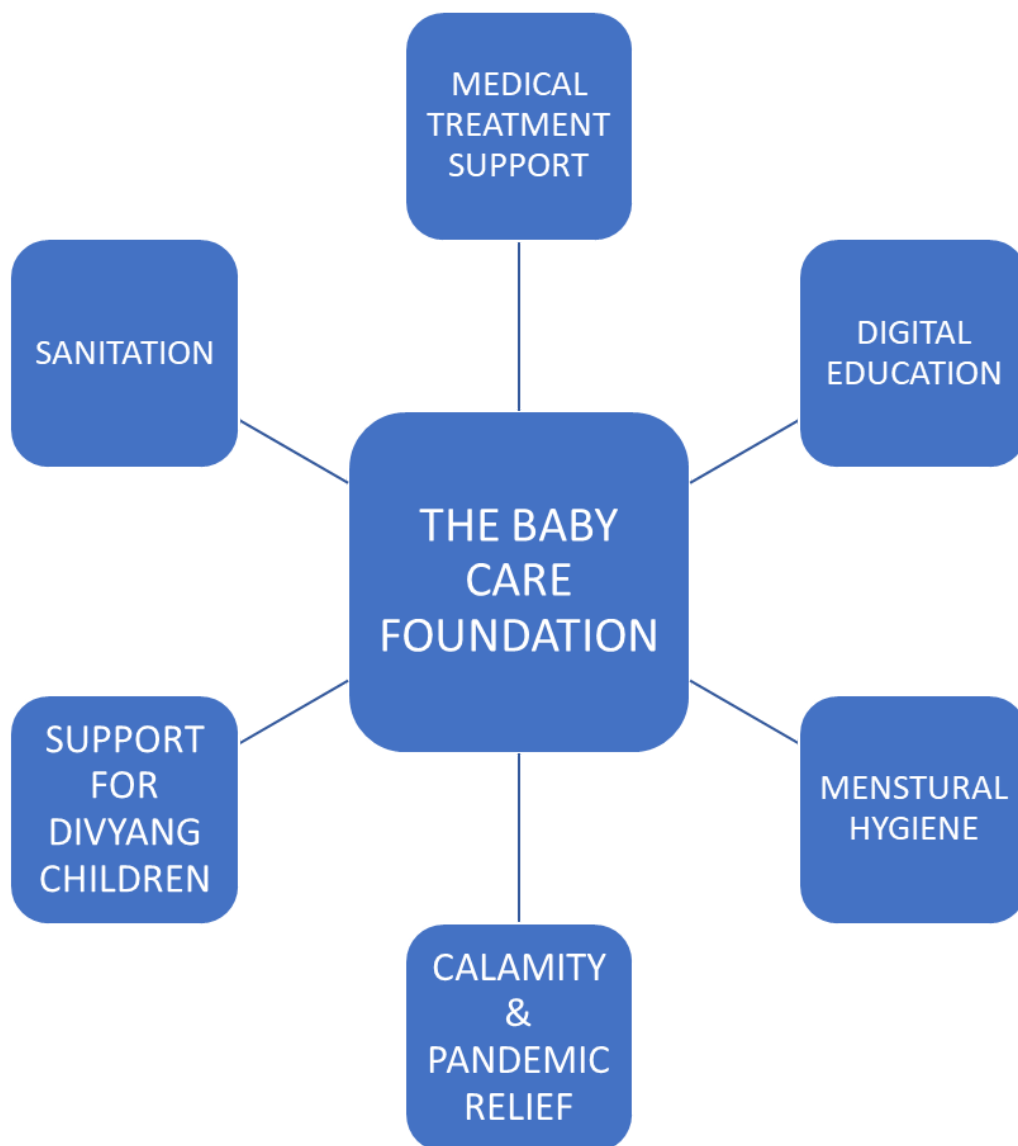 MEDICAL
TREATMENT
SUPPORT
SANITATION
DIGITAL
EDUCATION
THE BABY
CARE
FOUNDATION
SUPPORT
FOR
DIVYANG
CHILDREN
MENSTURAL
HYGIENE
CALAMITY
&
PANDEMIC
RELIEF